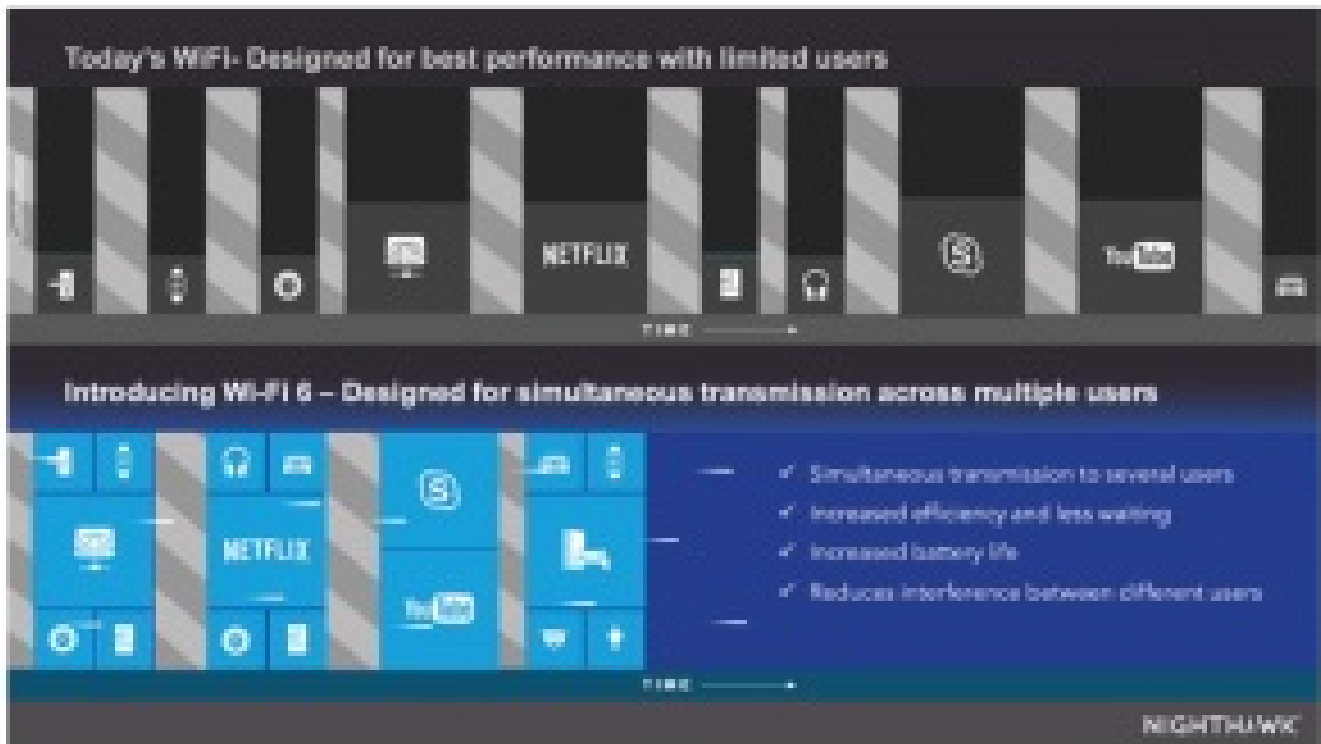 Today's WiFi- Designed for best performance with limited users
NETFLIX
S
YouTube
TIME
Introducing Wi-Fi 6 – Designed for simultaneous transmission across multiple users
S
NETFLIX
YouTube
✓ Simultaneous transmission to several users
✓ Increased efficiency and less waiting
✓ Increased battery life
✓ Reduces interference between different users
TIME
NIGHTHAWK